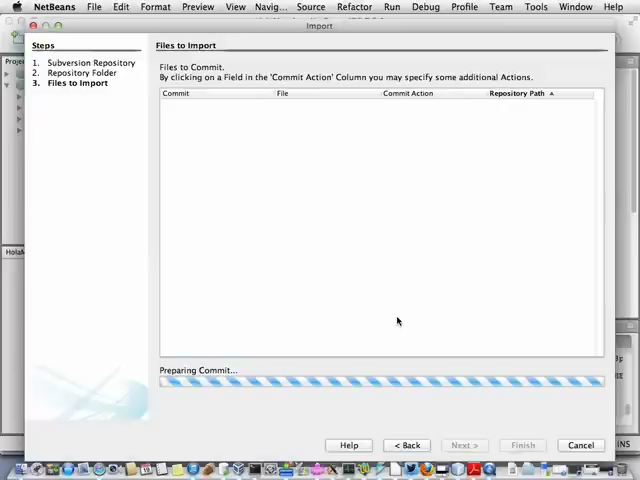 NetBeans File Edit Format Preview View Navig... Source Refactor Run Debug Profile Team Tools Window Help
Import
Steps
1. Subversion Repository
2. Repository Folder
3. Files to Import
Files to Import
Files to Commit.
By clicking on a Field in the 'Commit Action' Column you may specify some additional Actions.
Commit File Commit Action Repository Path
Preparing Commit...
Help < Back Next > Finish Cancel
Projec
HolaM
INS